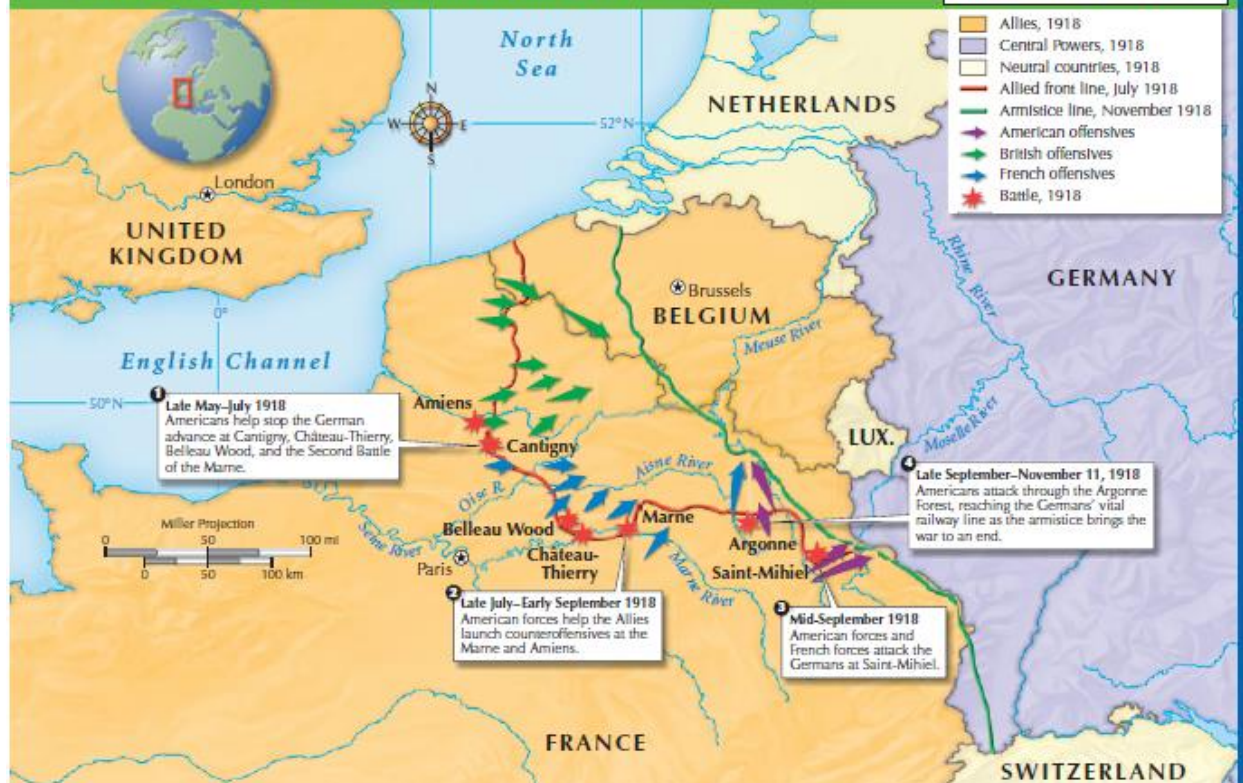 Allies, 1918
Central Powers, 1918
Neutral countries, 1918
Allied front line, July 1918
Armistice line, November 1918
American offensives
British offensives
French offensives
Battle, 1918
North
Sea
N
W
E
S
52°N
NETHERLANDS
London
UNITED
KINGDOM
0°
English Channel
50°N
Rhine River
GERMANY
Brussels
BELGIUM
Meuse River
LUX.
Moselle River
Amiens
Cantigny
1
Late May–July 1918
Americans help stop the German
advance at Cantigny, Château-Thierry,
Belleau Wood, and the Second Battle
of the Marne.
4
Late September–November 11, 1918
Americans attack through the Argonne
Forest, reaching the Germans' vital
railway line as the armistice brings the
war to an end.
Oise R.
Aisne River
Seine River
Paris
Belleau Wood
Château-
Thierry
Marne
Marne River
Argonne
Saint-Mihiel
Miller Projection
0 50 100 mi
0 50 100 km
2
Late July–Early September 1918
American forces help the Allies
launch counteroffensives at the
Marne and Amiens.
3
Mid-September 1918
American forces and
French forces attack the
Germans at Saint-Mihiel.
FRANCE
SWITZERLAND